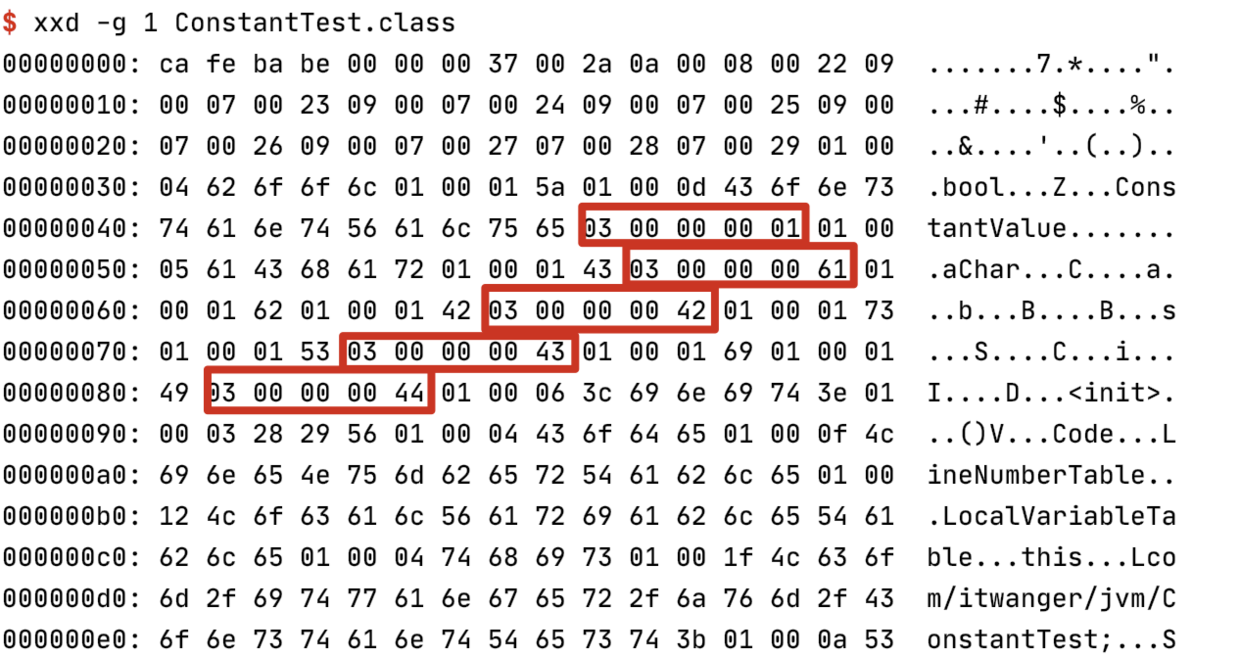 $ xxd -g 1 ConstantTest.class
00000000: ca fe ba be 00 00 00 37 00 2a 0a 00 08 00 22 09  .......7.*....".
00000010: 00 07 00 23 09 00 07 00 24 09 00 07 00 25 09 00  ...#....$....%..
00000020: 07 00 26 09 00 07 00 27 07 00 28 07 00 29 01 00  ..&....'..(..)..
00000030: 04 62 6f 6f 6c 01 00 01 5a 01 00 0d 43 6f 6e 73  .bool...Z...Cons
00000040: 74 61 6e 74 56 61 6c 75 65 03 00 00 00 01 01 00  tantValue.......
00000050: 05 61 43 68 61 72 01 00 01 43 03 00 00 00 61 01  .aChar...C....a.
00000060: 00 01 62 01 00 01 42 03 00 00 00 42 01 00 01 73  ..b...B....B...s
00000070: 01 00 01 53 03 00 00 00 43 01 00 01 69 01 00 01  ...S....C...i...
00000080: 49 03 00 00 00 44 01 00 06 3c 69 6e 69 74 3e 01  I....D...<init>.
00000090: 00 03 28 29 56 01 00 04 43 6f 64 65 01 00 0f 4c  ..()V...Code...L
000000a0: 69 6e 65 4e 75 6d 62 65 72 54 61 62 6c 65 01 00  ineNumberTable..
000000b0: 12 4c 6f 63 61 6c 56 61 72 69 61 62 6c 65 54 61  .LocalVariableTa
000000c0: 62 6c 65 01 00 04 74 68 69 73 01 00 1f 4c 63 6f  ble...this...Lco
000000d0: 6d 2f 69 74 77 61 6e 67 65 72 2f 6a 76 6d 2f 43  m/itwanger/jvm/C
000000e0: 6f 6e 73 74 61 6e 74 54 65 73 74 3b 01 00 0a 53  onstantTest;...S